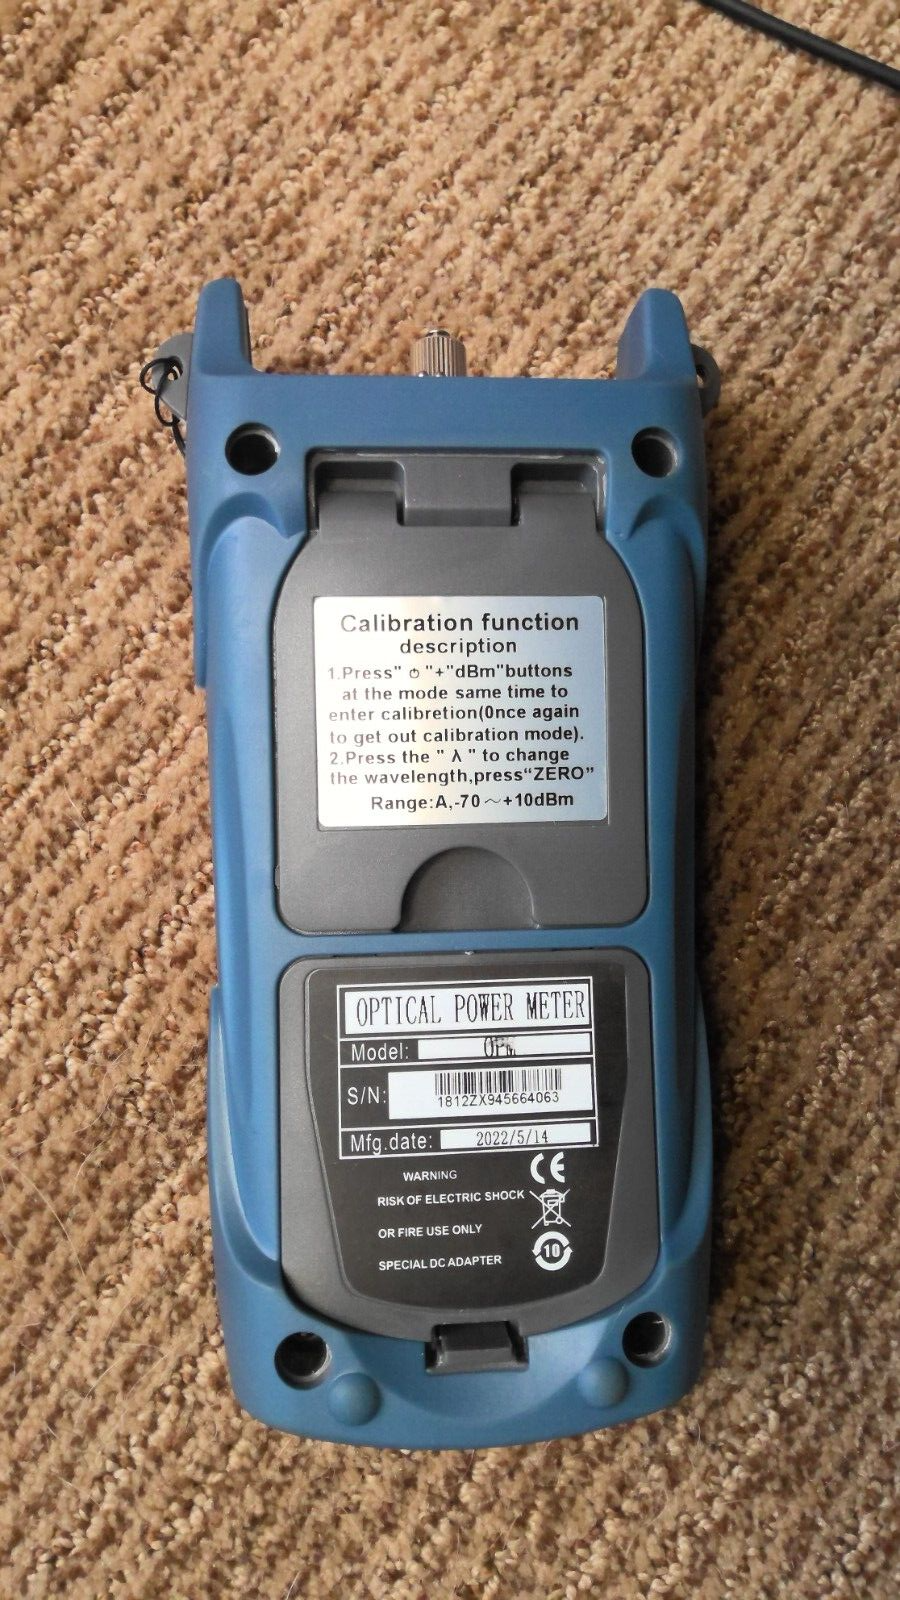 Calibration function
description
1.Press" ⏻ "+"dBm"buttons
at the mode same time to
enter calibretion(0nce again
to get out calibration mode).
2.Press the " λ " to change
the wavelength,press“ZERO”
Range:A,-70～+10dBm
OPTICAL POWER METER
Model: OPM
S/N:
1812ZX945664063
Mfg.date: 2022/5/14
WARNING
CE
RISK OF ELECTRIC SHOCK
OR FIRE USE ONLY
10
SPECIAL DC ADAPTER